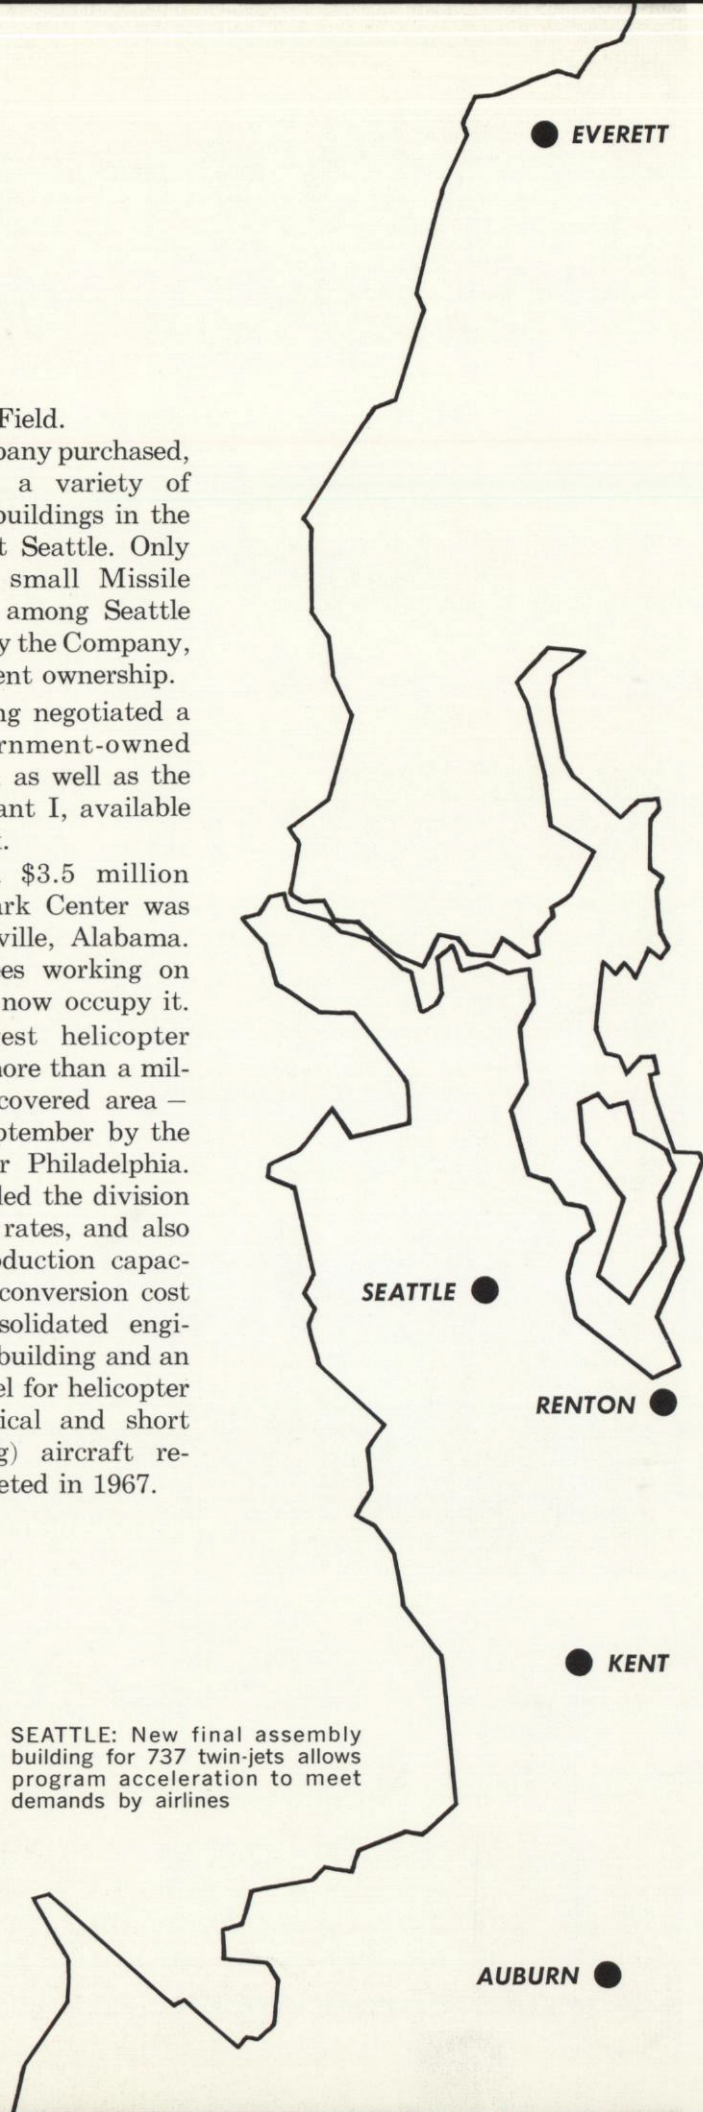 EVERETT
Field.
pany purchased,
a variety of
buildings in the
t Seattle. Only
small Missile
among Seattle
y the Company,
ent ownership.
ng negotiated a
rnment-owned
as well as the
ant I, available
$3.5 million
ark Center was
ville, Alabama.
es working on
now occupy it.
est helicopter
nore than a mil-
covered area —
ptember by the
r Philadelphia.
led the division
rates, and also
duction capac-
conversion cost
solidated engi-
building and an
el for helicopter
ical and short
g) aircraft re-
eted in 1967.
SEATTLE
RENTON
KENT
SEATTLE: New final assembly
building for 737 twin-jets allows
program acceleration to meet
demands by airlines
AUBURN